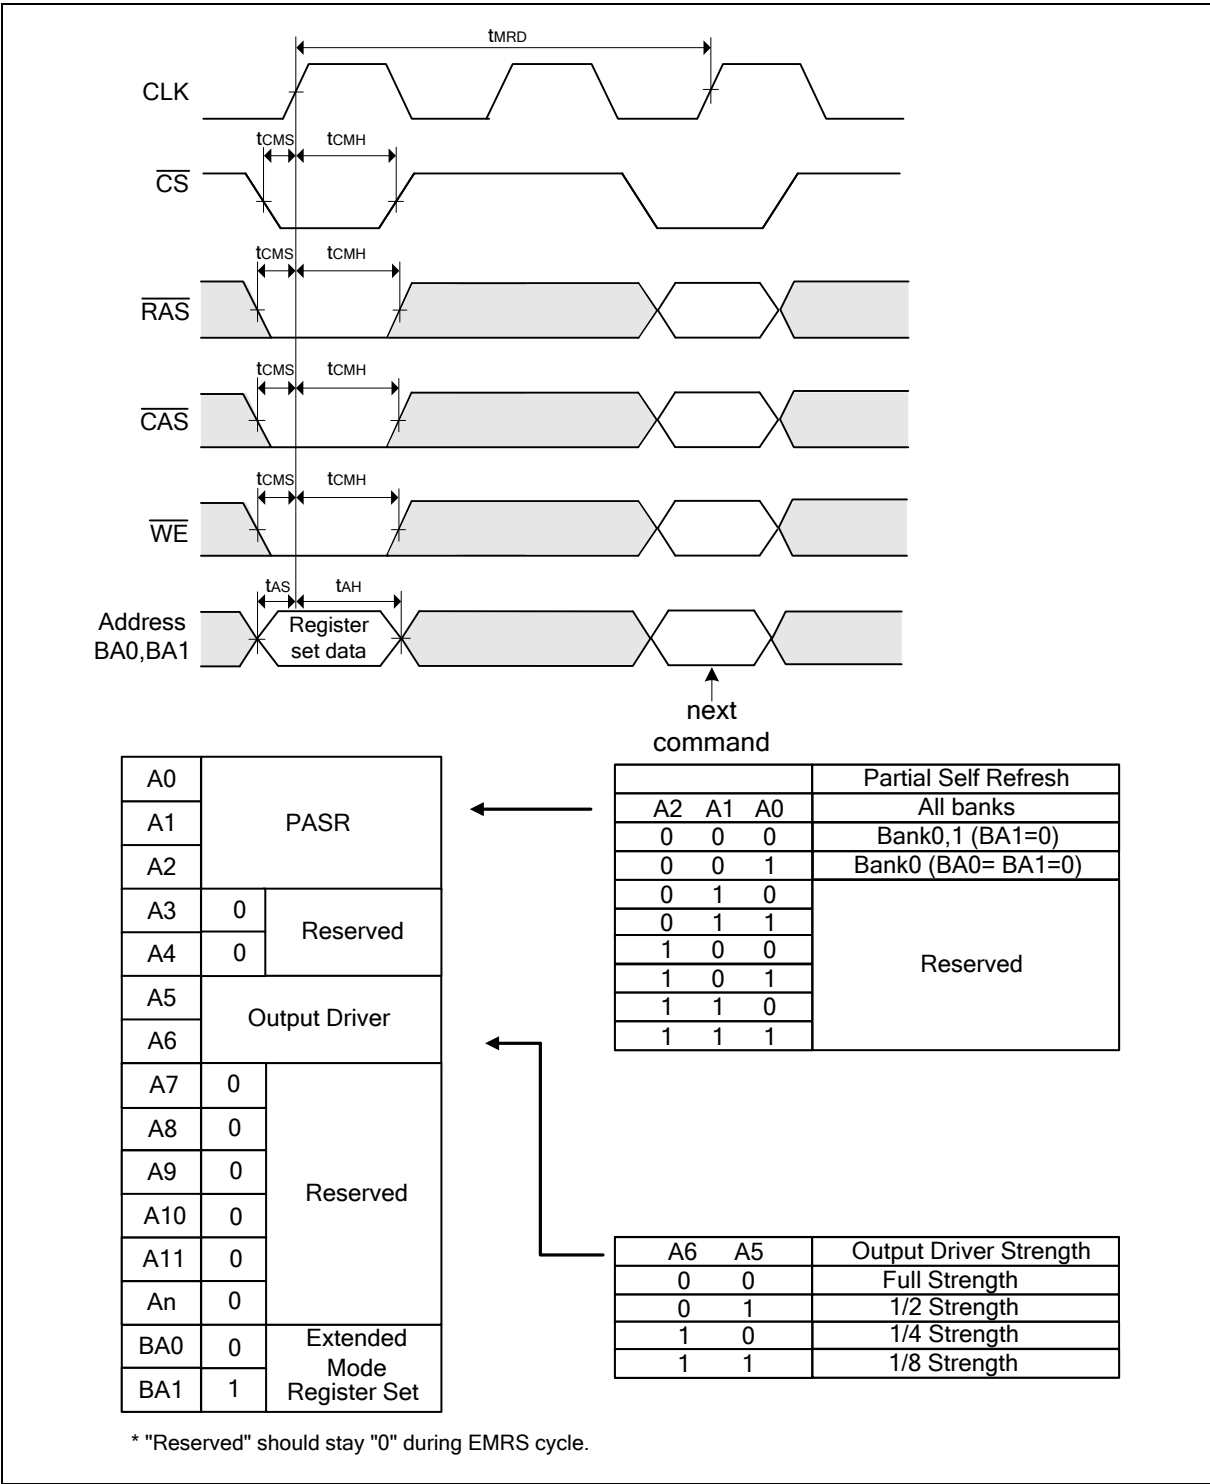 tMRD
CLK
tCMS tCMH
CS
tCMS tCMH
RAS
tCMS tCMH
CAS
tCMS tCMH
WE
tAS tAH
Address
BA0,BA1
Register
set data
next
command
A0
A1 PASR
A2
A3 0
Reserved
A4 0
A5
Output Driver
A6
A7 0
A8 0
A9 0
Reserved
A10 0
A11 0
An 0
BA0 0
BA1 1
Extended
Mode
Register Set
Partial Self Refresh
A2 A1 A0 All banks
0 0 0 Bank0,1 (BA1=0)
0 0 1 Bank0 (BA0= BA1=0)
0 1 0
0 1 1
1 0 0
Reserved
1 0 1
1 1 0
1 1 1
A6 A5 Output Driver Strength
0 0 Full Strength
0 1 1/2 Strength
1 0 1/4 Strength
1 1 1/8 Strength
* "Reserved" should stay "0" during EMRS cycle.